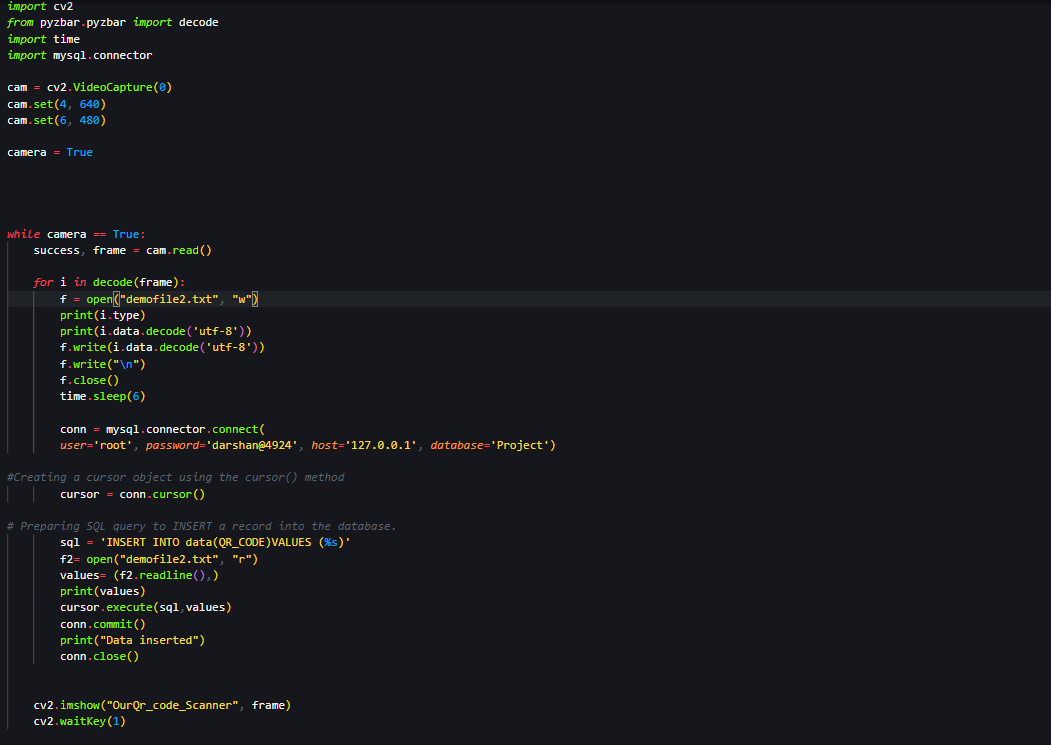 import cv2
from pyzbar.pyzbar import decode
import time
import mysql.connector
cam = cv2.VideoCapture(0)
cam.set(4, 640)
cam.set(6, 480)
camera = True
while camera == True:
success, frame = cam.read()
for i in decode(frame):
f = open("demofile2.txt", "w")
print(i.type)
print(i.data.decode('utf-8'))
f.write(i.data.decode('utf-8'))
f.write("\n")
f.close()
time.sleep(6)
conn = mysql.connector.connect(
user='root', password='darshan@4924', host='127.0.0.1', database='Project')
#Creating a cursor object using the cursor() method
cursor = conn.cursor()
# Preparing SQL query to INSERT a record into the database.
sql = 'INSERT INTO data(QR_CODE)VALUES (%s)'
f2= open("demofile2.txt", "r")
values= (f2.readline(),)
print(values)
cursor.execute(sql,values)
conn.commit()
print("Data inserted")
conn.close()
cv2.imshow("OurQr_code_Scanner", frame)
cv2.waitKey(1)